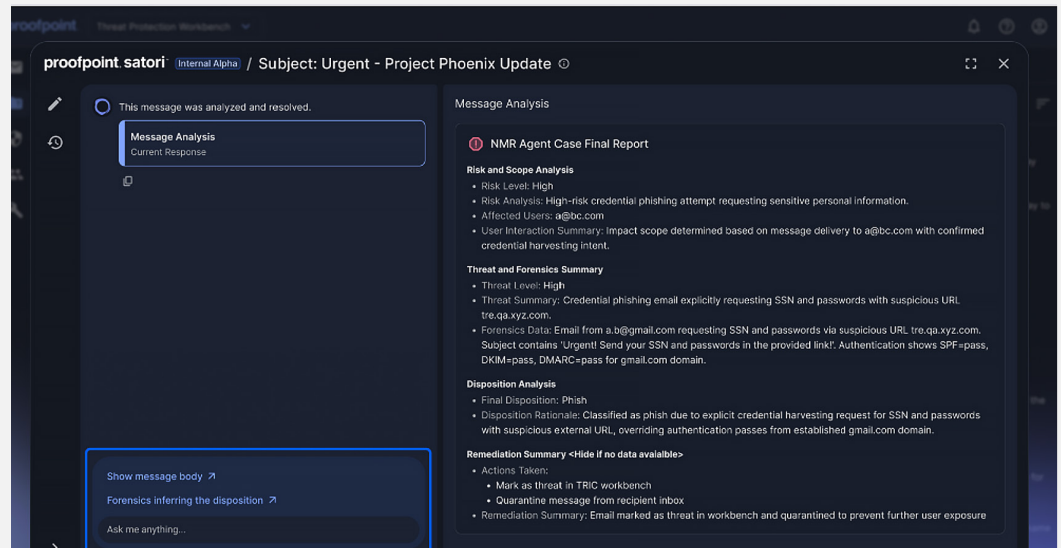 proofpoint Threat Protection Workbench
proofpoint. satori Internal Alpha / Subject: Urgent - Project Phoenix Update
This message was analyzed and resolved.
Message Analysis
Current Response
Show message body
Forensics inferring the disposition
Ask me anything...
Message Analysis
NMR Agent Case Final Report
Risk and Scope Analysis
• Risk Level: High
• Risk Analysis: High-risk credential phishing attempt requesting sensitive personal information.
• Affected Users: a@bc.com
• User Interaction Summary: Impact scope determined based on message delivery to a@bc.com with confirmed
credential harvesting intent.
Threat and Forensics Summary
• Threat Level: High
• Threat Summary: Credential phishing email explicitly requesting SSN and passwords with suspicious URL
tre.qa.xyz.com.
• Forensics Data: Email from a.b@gmail.com requesting SSN and passwords via suspicious URL tre.qa.xyz.com.
Subject contains 'Urgent! Send your SSN and passwords in the provided link!'. Authentication shows SPF=pass,
DKIM=pass, DMARC=pass for gmail.com domain.
Disposition Analysis
• Final Disposition: Phish
• Disposition Rationale: Classified as phish due to explicit credential harvesting request for SSN and passwords
with suspicious external URL, overriding authentication passes from established gmail.com domain.
Remediation Summary <Hide if no data avaialble>
• Actions Taken:
• Mark as threat in TRIC workbench
• Quarantine message from recipient inbox
• Remediation Summary: Email marked as threat in workbench and quarantined to prevent further user exposure